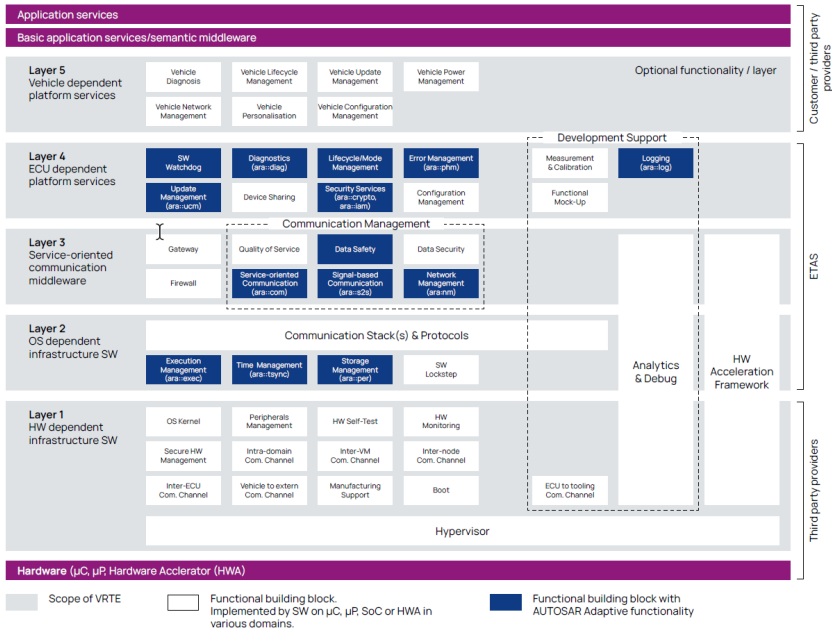 Application services
Basic application services/semantic middleware
Layer 5
Vehicle dependent
platform services
Vehicle
Diagnosis
Vehicle Lifecycle
Management
Vehicle Update
Management
Vehicle Power
Management
Optional functionality / layer
Vehicle Network
Management
Vehicle
Personalisation
Vehicle Configuration
Management
Customer / third party
providers
Development Support
Layer 4
ECU dependent
platform services
SW
Watchdog
Diagnostics
(ara::diag)
Lifecycle/Mode
Management
Error Management
(ara::phm)
Measurement
& Calibration
Logging
(ara::log)
Update
Management
(ara::ucm)
Device Sharing
Security Services
(ara::crypto,
ara::iam)
Configuration
Management
Functional
Mock-Up
Communication Management
Layer 3
Service-oriented
communication
middleware
Gateway
Quality of Service
Data Safety
Data Security
Firewall
Service-oriented
Communication
(ara::com)
Signal-based
Communication
(ara::s2s)
Network
Management
(ara:nm)
ETAS
Layer 2
OS dependent
infrastructure SW
Communication Stack(s) & Protocols
Execution
Management
(ara::exec)
Time Management
(ara::tsync)
Storage
Management
(ara::per)
SW
Lockstep
Analytics
& Debug
HW
Acceleration
Framework
Layer 1
HW dependent
infrastructure SW
OS Kernel
Peripherals
Management
HW Self-Test
HW
Monitoring
Secure HW
Management
Intra-domain
Com. Channel
Inter-VM
Com. Channel
Inter-node
Com. Channel
Inter-ECU
Com. Channel
Vehicle to extern
Com. Channel
Manufacturing
Support
Boot
ECU to tooling
Com. Channel
Hypervisor
Third party providers
Hardware (µC, µP, Hardware Acclerator (HWA)
Scope of VRTE
Functional building block.
Implemented by SW on µC, µP, SoC or HWA in
various domains.
Functional building block with
AUTOSAR Adaptive functionality